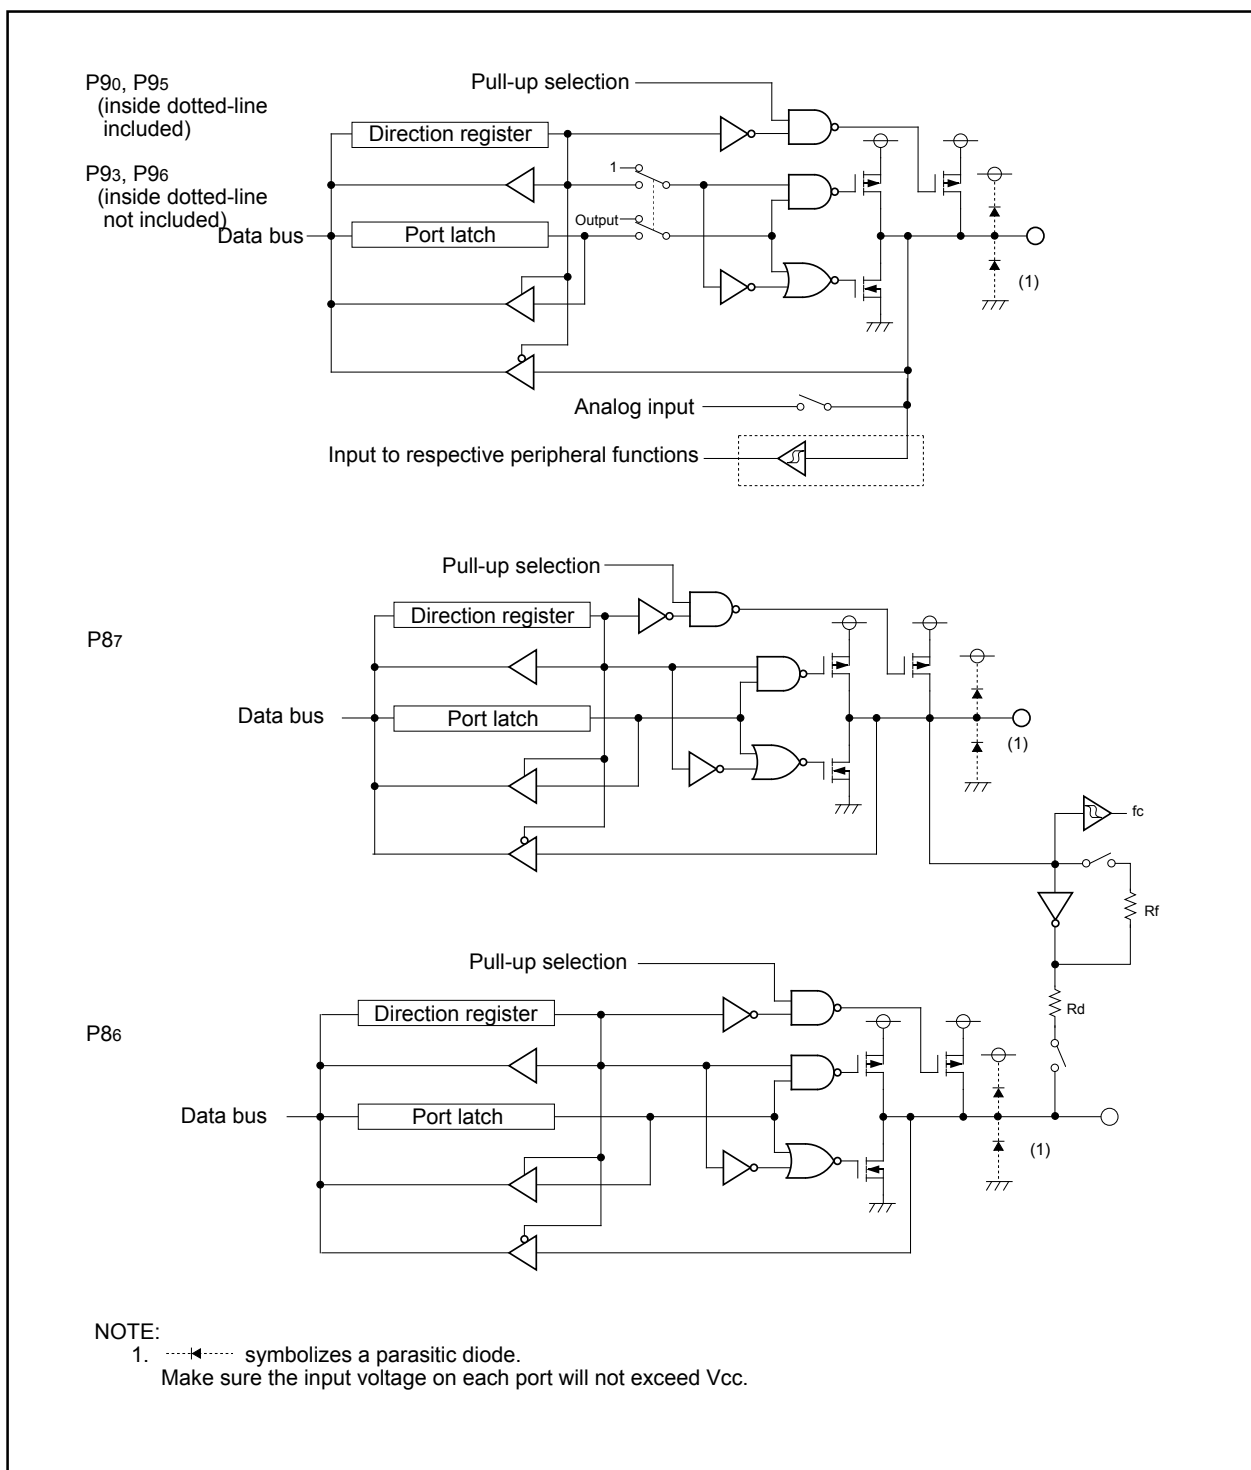 P90, P95
(inside dotted-line
included)
Pull-up selection
Direction register
P93, P96
(inside dotted-line
not included)
1
Output
Data bus
Port latch
(1)
Analog input
Input to respective peripheral functions
Pull-up selection
Direction register
P87
Data bus
Port latch
(1)
fc
Rf
Pull-up selection
Rd
Direction register
P86
Data bus
Port latch
(1)
NOTE:
1. symbolizes a parasitic diode.
Make sure the input voltage on each port will not exceed Vcc.